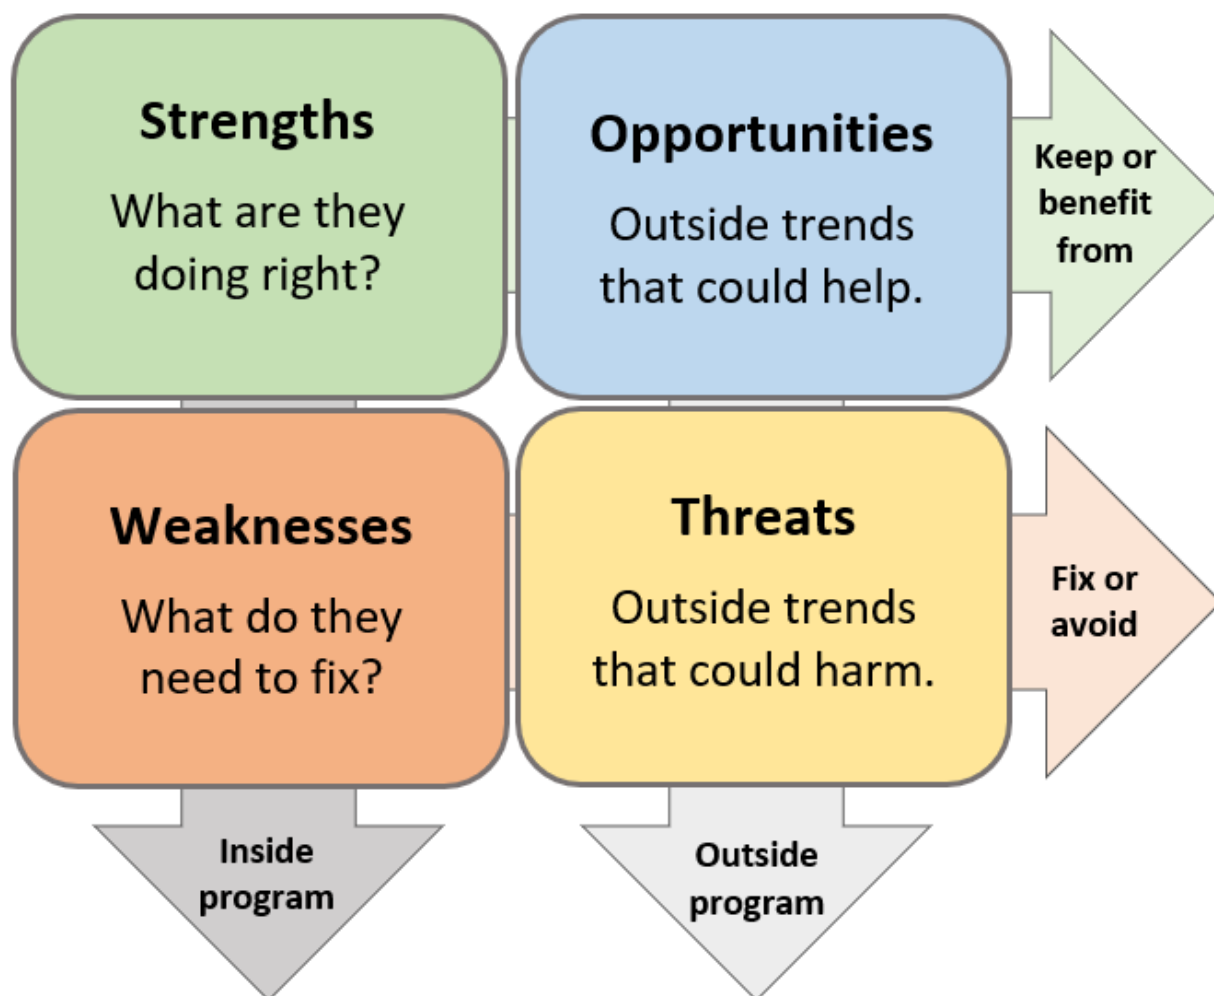 Strengths
What are they
doing right?
Opportunities
Outside trends
that could help.
Keep or
benefit
from
Weaknesses
What do they
need to fix?
Threats
Outside trends
that could harm.
Fix or
avoid
Inside
program
Outside
program